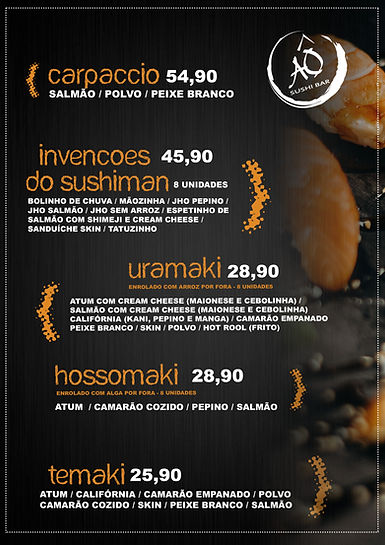 carpaccio 54,90
SALMÃO / POLVO / PEIXE BRANCO
ÂÔ
SUSHI BAR
invencoes 45,90
do sushiman 8 UNIDADES
BOLINHO DE CHUVA / MÃOZINHA / JHO PEPINO /
JHO SALMÃO / JHO SEM ARROZ / ESPETINHO DE
SALMÃO COM SHIMEJI E CREAM CHEESE /
SANDUÍCHE SKIN / TATUZINHO
uramaki 28,90
ENROLADO COM ARROZ POR FORA - 8 UNIDADES
ATUM COM CREAM CHEESE (MAIONESE E CEBOLINHA) /
SALMÃO COM CREAM CHEESE (MAIONESE E CEBOLINHA)
CALIFÓRNIA (KANI, PEPINO E MANGA) / CAMARÃO EMPANADO
PEIXE BRANCO / SKIN / POLVO / HOT ROOL (FRITO)
hossomaki 28,90
ENROLADO COM ALGA POR FORA - 8 UNIDADES
ATUM / CAMARÃO COZIDO / PEPINO / SALMÃO
temaki 25,90
ATUM / CALIFÓRNIA / CAMARÃO EMPANADO / POLVO
CAMARÃO COZIDO / SKIN / PEIXE BRANCO / SALMÃO